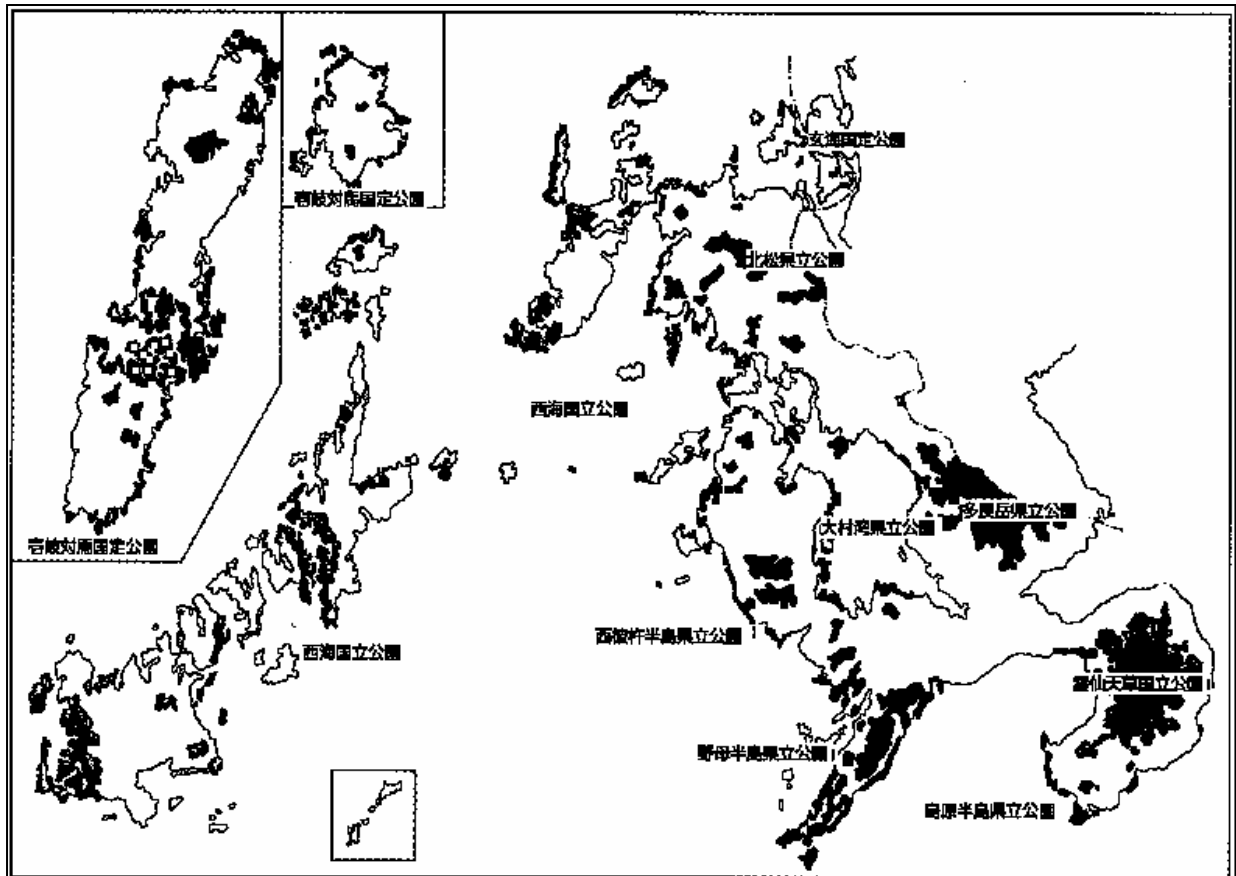 玄海国定公園
壱岐対馬国定公園
北松県立公園
西海国立公園
多良岳県立公園
大村湾県立公園
壱岐対馬国定公園
西彼杵半島県立公園
西海国立公園
雲仙天草国立公園
野母半島県立公園
島原半島県立公園